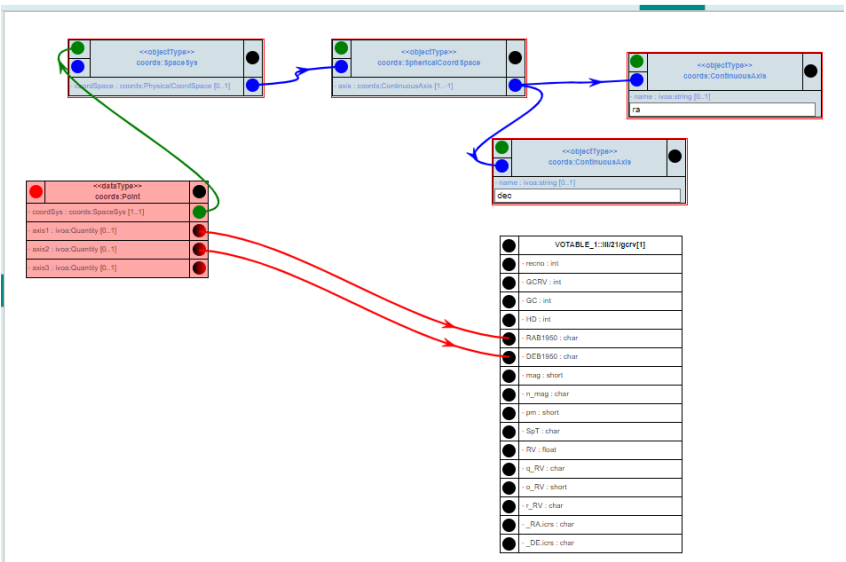 <<objectType>>
coords:SpaceSys
- coordSpace : coords:PhysicalCoordSpace [0..1]
<<objectType>>
coords:SphericalCoordSpace
- axis : coords:ContinuousAxis [1..-1]
<<objectType>>
coords:ContinuousAxis
- name : ivoa:string [0..1]
ra
<<objectType>>
coords:ContinuousAxis
- name : ivoa:string [0..1]
dec
<<dataType>>
coords:Point
- coordSys : coords:SpaceSys [1..1]
- axis1 : ivoa:Quantity [0..1]
- axis2 : ivoa:Quantity [0..1]
- axis3 : ivoa:Quantity [0..1]
VOTABLE_1::III/21/gcrv[1]
- recno : int
- GCRV : int
- GC : int
- HD : int
- RAB1950 : char
- DEB1950 : char
- mag : short
- n_mag : char
- pm : short
- SpT : char
- RV : float
- q_RV : char
- o_RV : short
- r_RV : char
- _RA.icrs : char
- _DE.icrs : char